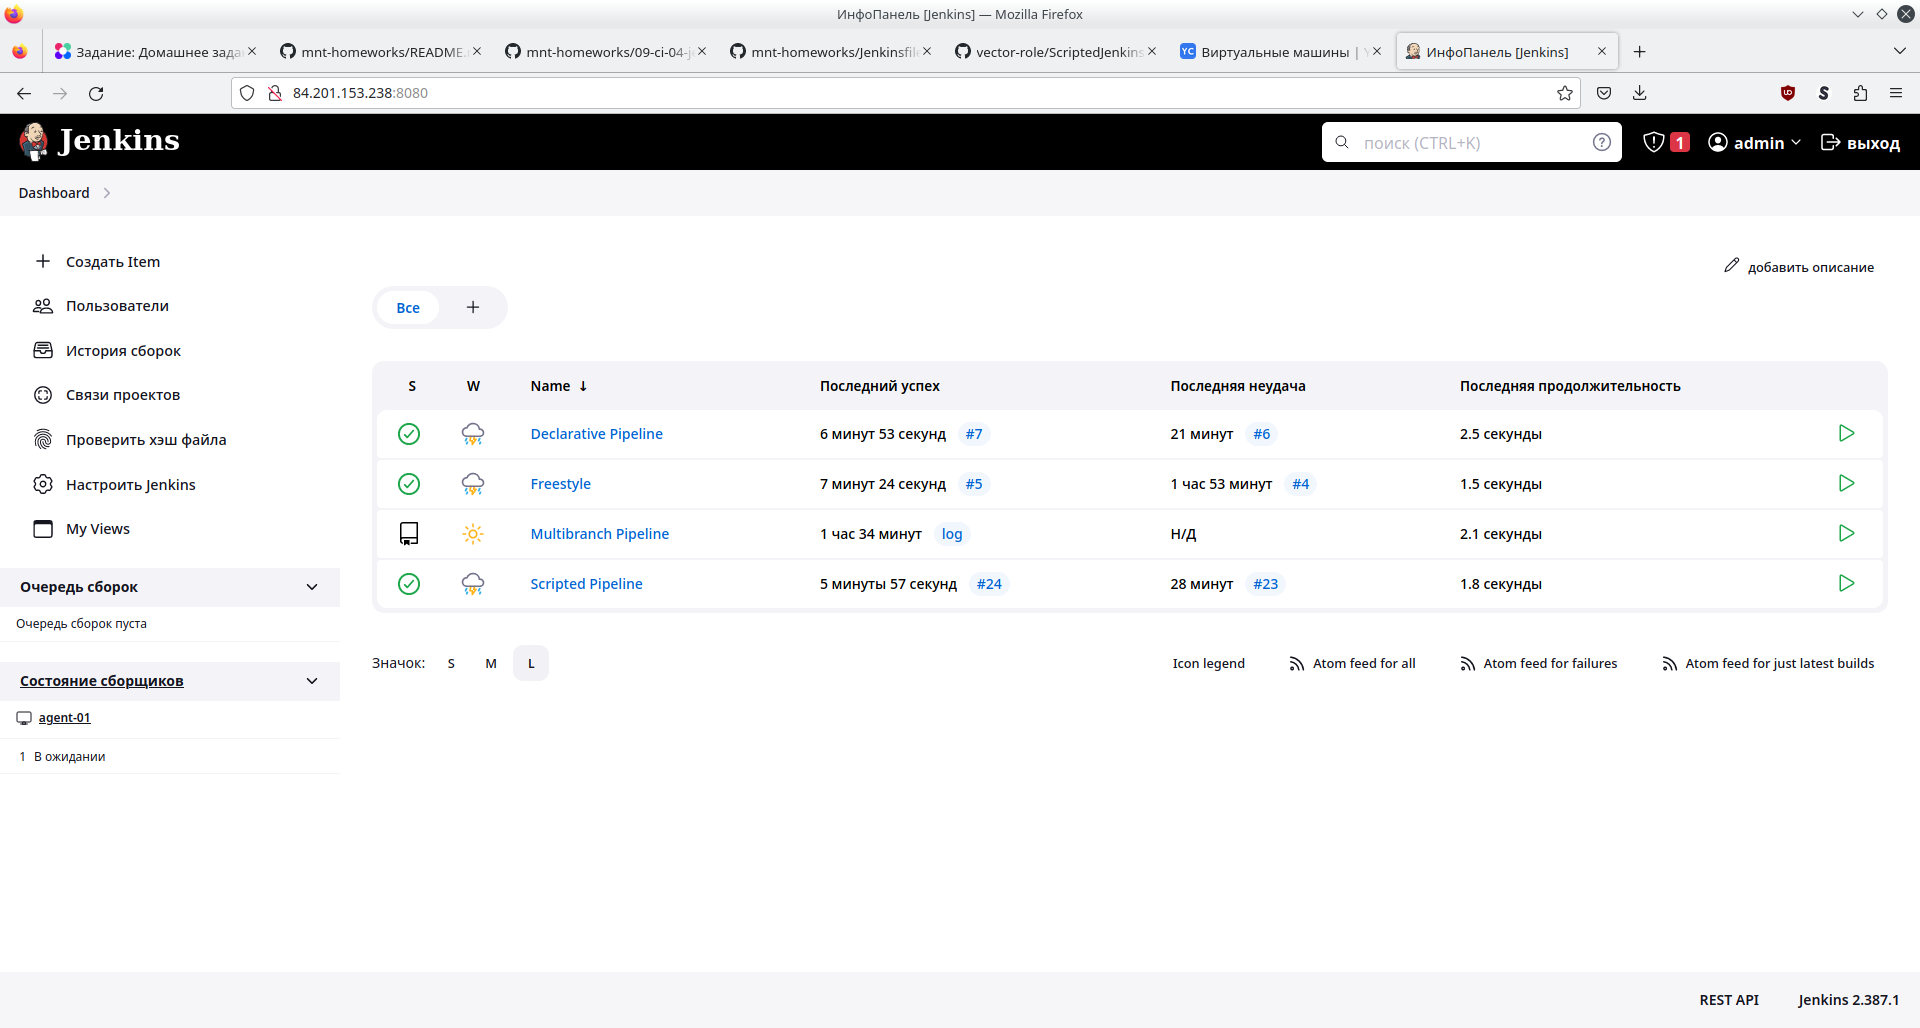 ИнфоПанель [Jenkins] — Mozilla Firefox
Задание: Домашнее зада
mnt-homeworks/README.
mnt-homeworks/09-ci-04-j
mnt-homeworks/Jenkinsfil
vector-role/ScriptedJenkins
YC Виртуальные машины |
ИнфоПанель [Jenkins]
84.201.153.238:8080
Jenkins
поиск (CTRL+K)
1
admin
выход
Dashboard
Создать Item
Пользователи
История сборок
Связи проектов
Проверить хэш файла
Настроить Jenkins
My Views
Очередь сборок
Очередь сборок пуста
Состояние сборщиков
agent-01
1 В ожидании
добавить описание
Все
S W Name ↓ Последний успех Последняя неудача Последняя продолжительность
Declarative Pipeline 6 минут 53 секунд #7 21 минут #6 2.5 секунды
Freestyle 7 минут 24 секунд #5 1 час 53 минут #4 1.5 секунды
Multibranch Pipeline 1 час 34 минут log Н/Д 2.1 секунды
Scripted Pipeline 5 минуты 57 секунд #24 28 минут #23 1.8 секунды
Значок: S M L
Icon legend Atom feed for all Atom feed for failures Atom feed for just latest builds
REST API Jenkins 2.387.1